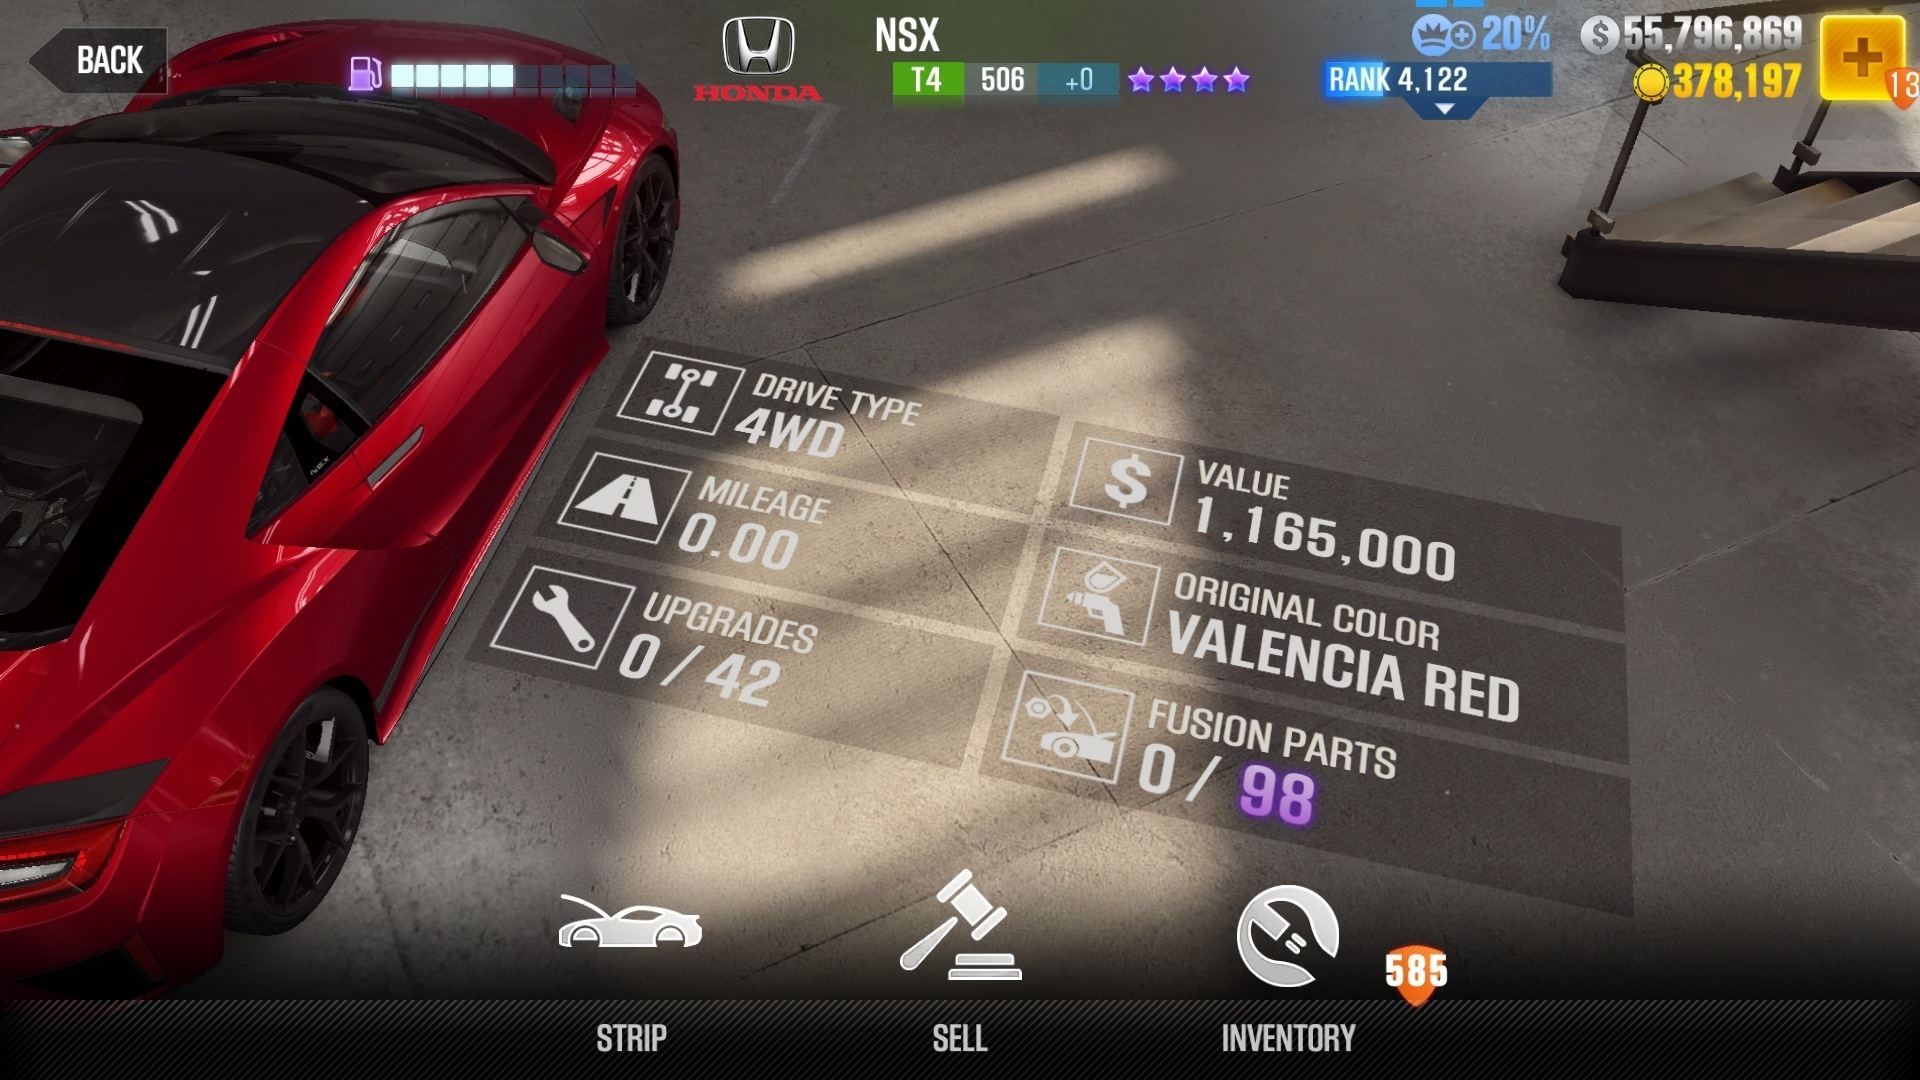 BACK
HONDA
NSX
T4 506 +0
20%
RANK 4,122
55,796,869
378,197
13
DRIVE TYPE
4WD
MILEAGE
0.00
UPGRADES
0 / 42
VALUE
1,165,000
ORIGINAL COLOR
VALENCIA RED
FUSION PARTS
0 / 98
585
STRIP
SELL
INVENTORY